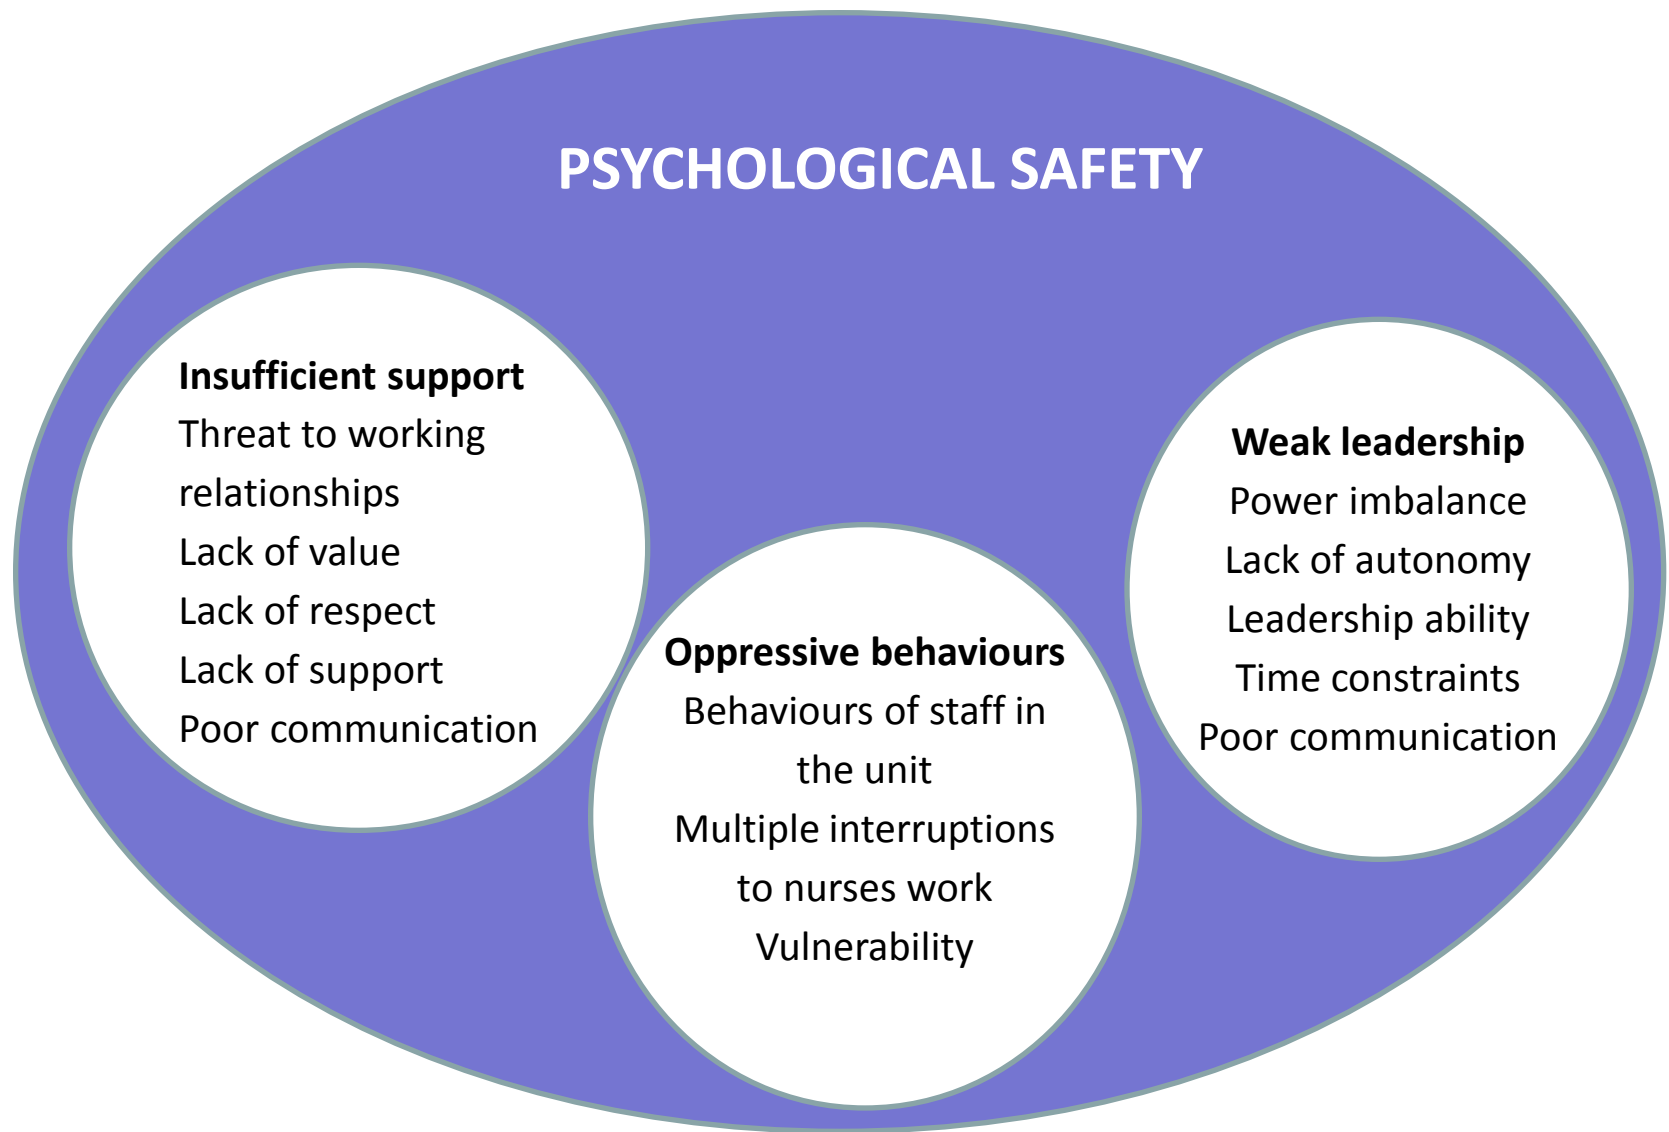 PSYCHOLOGICAL SAFETY
Insufficient support
Threat to working
relationships
Lack of value
Lack of respect
Lack of support
Poor communication
Oppressive behaviours
Behaviours of staff in
the unit
Multiple interruptions
to nurses work
Vulnerability
Weak leadership
Power imbalance
Lack of autonomy
Leadership ability
Time constraints
Poor communication